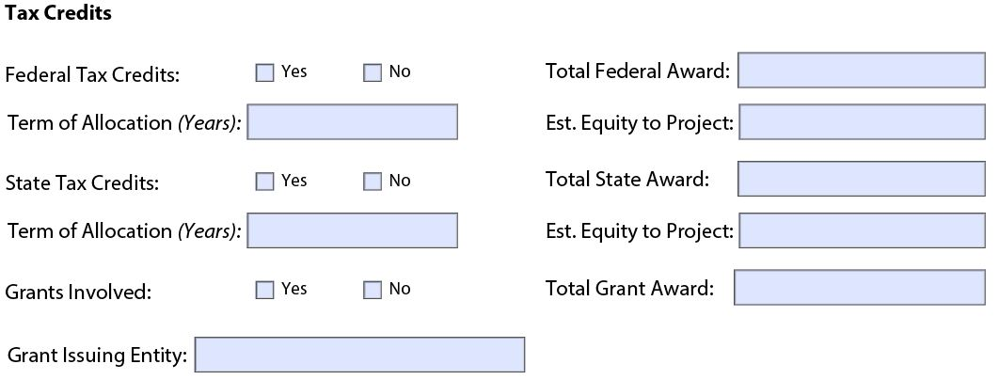 Tax Credits
Federal Tax Credits: Yes No Total Federal Award:
Term of Allocation (Years): Est. Equity to Project:
State Tax Credits: Yes No Total State Award:
Term of Allocation (Years): Est. Equity to Project:
Grants Involved: Yes No Total Grant Award:
Grant Issuing Entity: